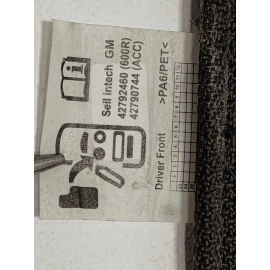 Seil intech GM
42792460 (600R)
42790744 (ACC)
Driver Front
>PA6/PET<